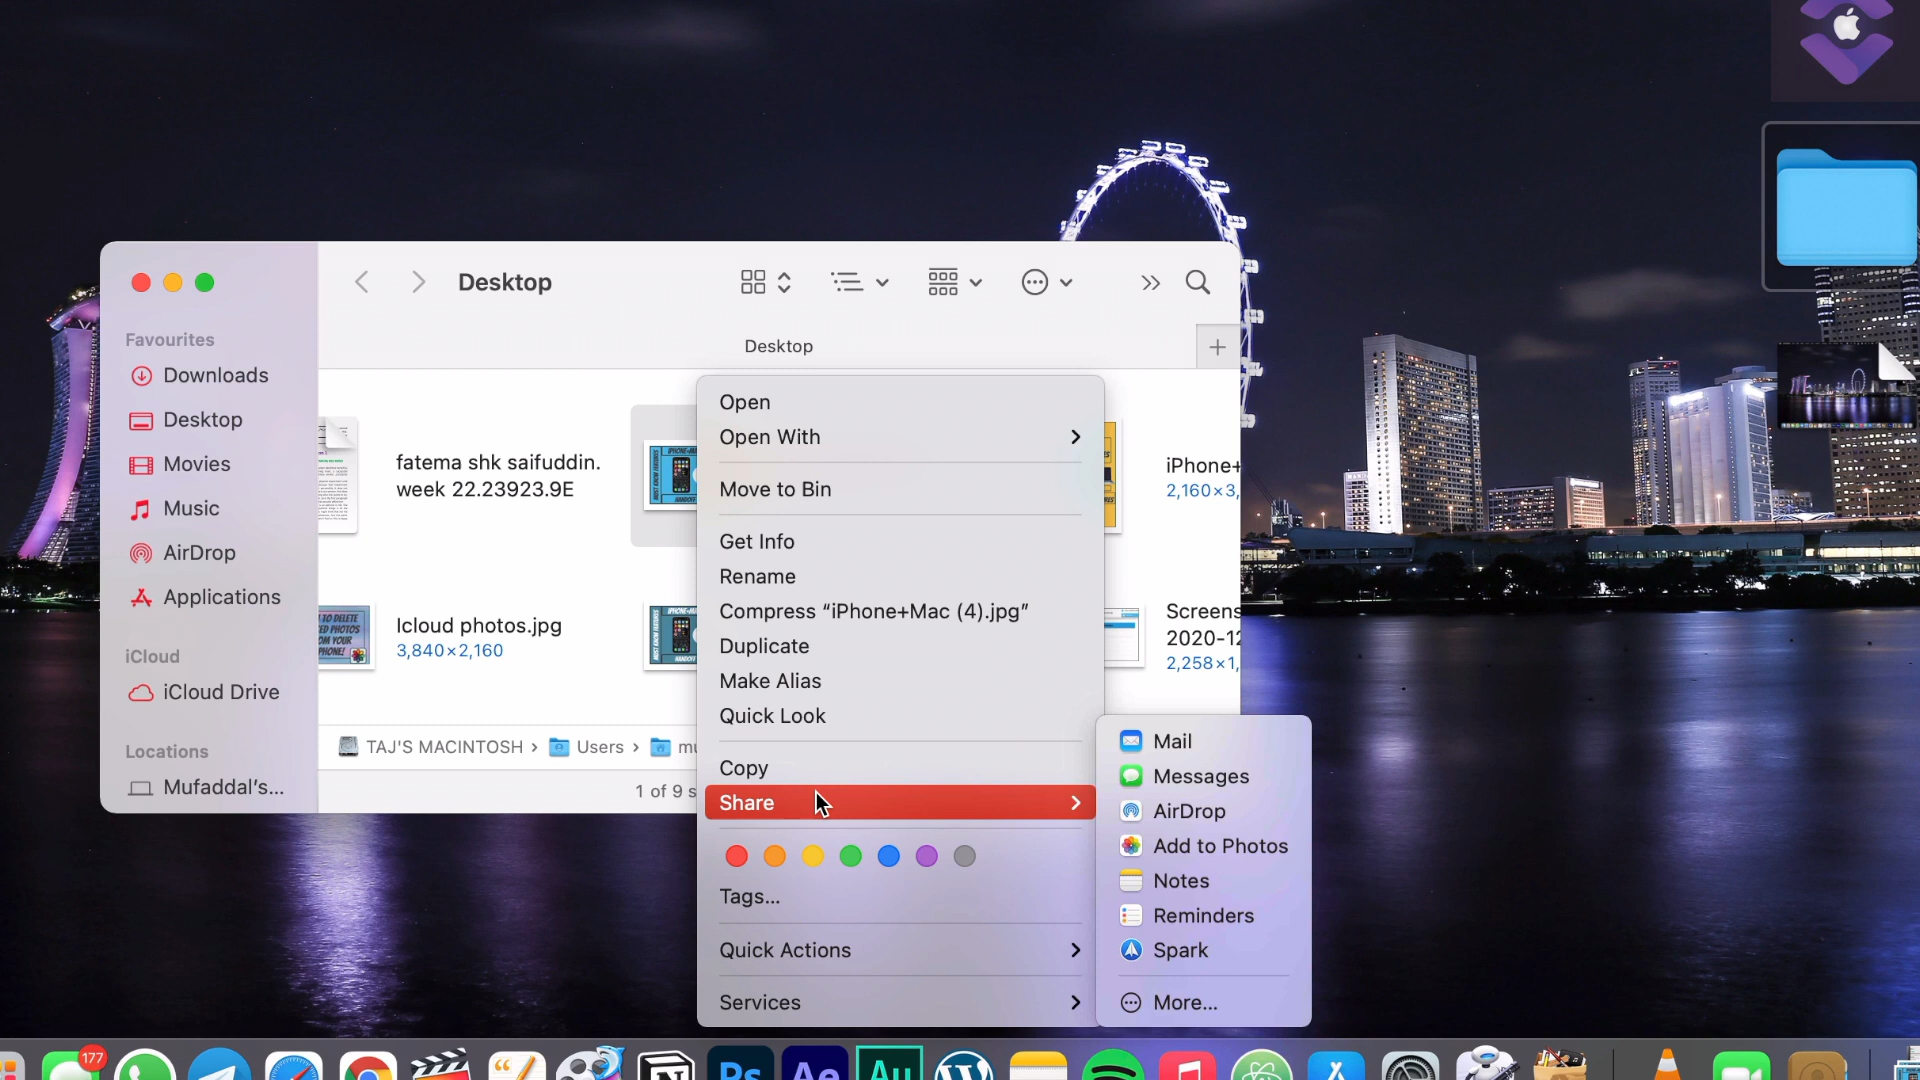 Desktop
Favourites
Downloads
Desktop
Movies
Music
AirDrop
Applications
iCloud
iCloud Drive
Locations
Mufaddal's...
Desktop
fatema shk saifuddin.
week 22.23923.9E
Icloud photos.jpg
3,840×2,160
iPhone+
2,160×3,
Screens
2020-12
2,258×1,
TAJ'S MACINTOSH › Users › mu
1 of 9 s
Open
Open With
Move to Bin
Get Info
Rename
Compress “iPhone+Mac (4).jpg”
Duplicate
Make Alias
Quick Look
Copy
Share
Tags...
Quick Actions
Services
Mail
Messages
AirDrop
Add to Photos
Notes
Reminders
Spark
More...
177
Ps
Ae
Au